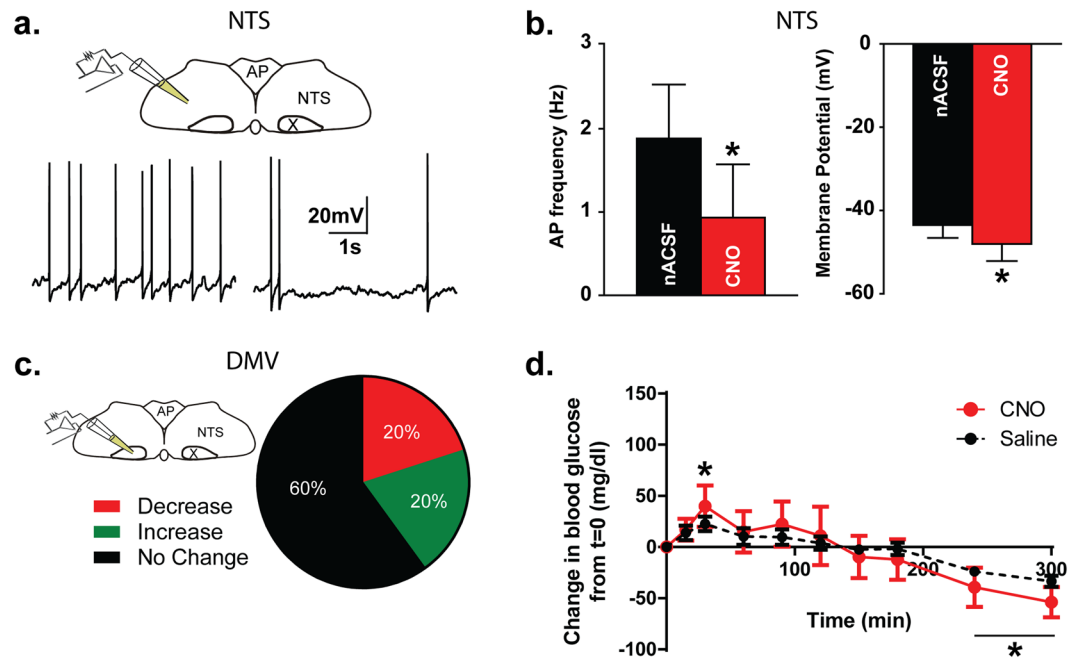 a.
NTS
AP
NTS
X
20mV
1s
b.
NTS
3
2
1
0
AP frequency (Hz)
nACSF
CNO
*
0
-20
-40
-60
Membrane Potential (mV)
nACSF
CNO
*
c.
DMV
AP
NTS
X
Decrease
Increase
No Change
20%
20%
60%
d.
150
100
50
0
-50
-100
Change in blood glucose
from t=0 (mg/dl)
*
CNO
Saline
100
200
300
Time (min)
*